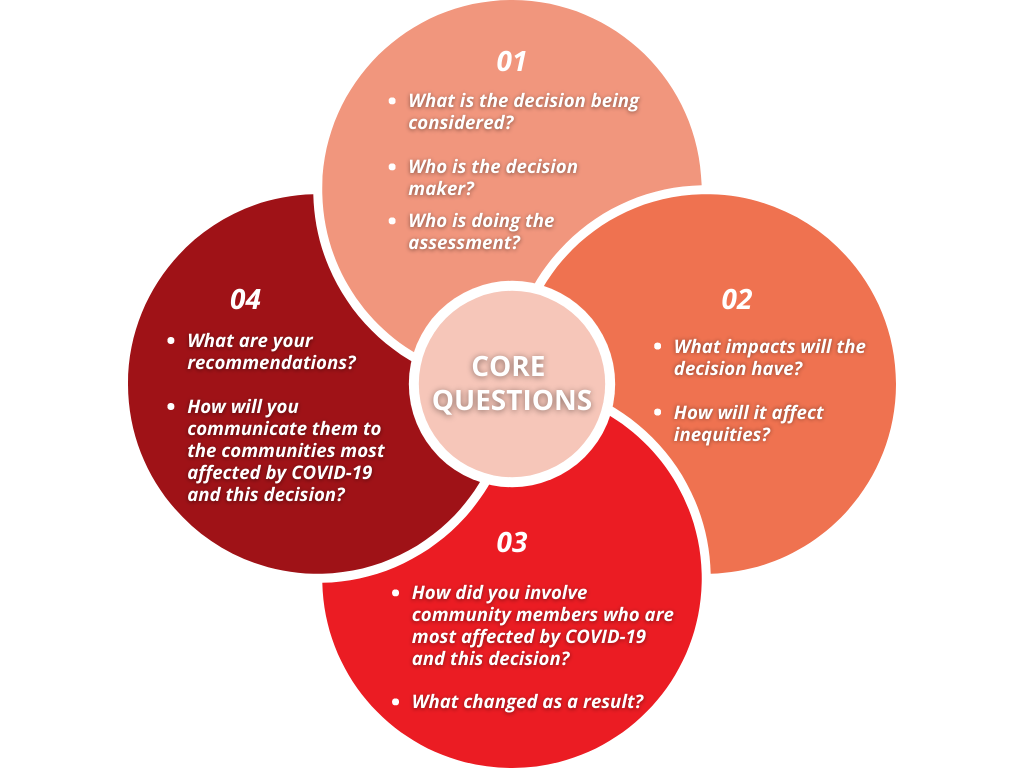 01
• What is the decision being
considered?
• Who is the decision
maker?
• Who is doing the
assessment?
02
• What impacts will the
decision have?
• How will it affect
inequities?
03
• How did you involve
community members who are
most affected by COVID-19
and this decision?
• What changed as a result?
04
• What are your
recommendations?
• How will you
communicate them to
the communities most
affected by COVID-19
and this decision?
CORE
QUESTIONS